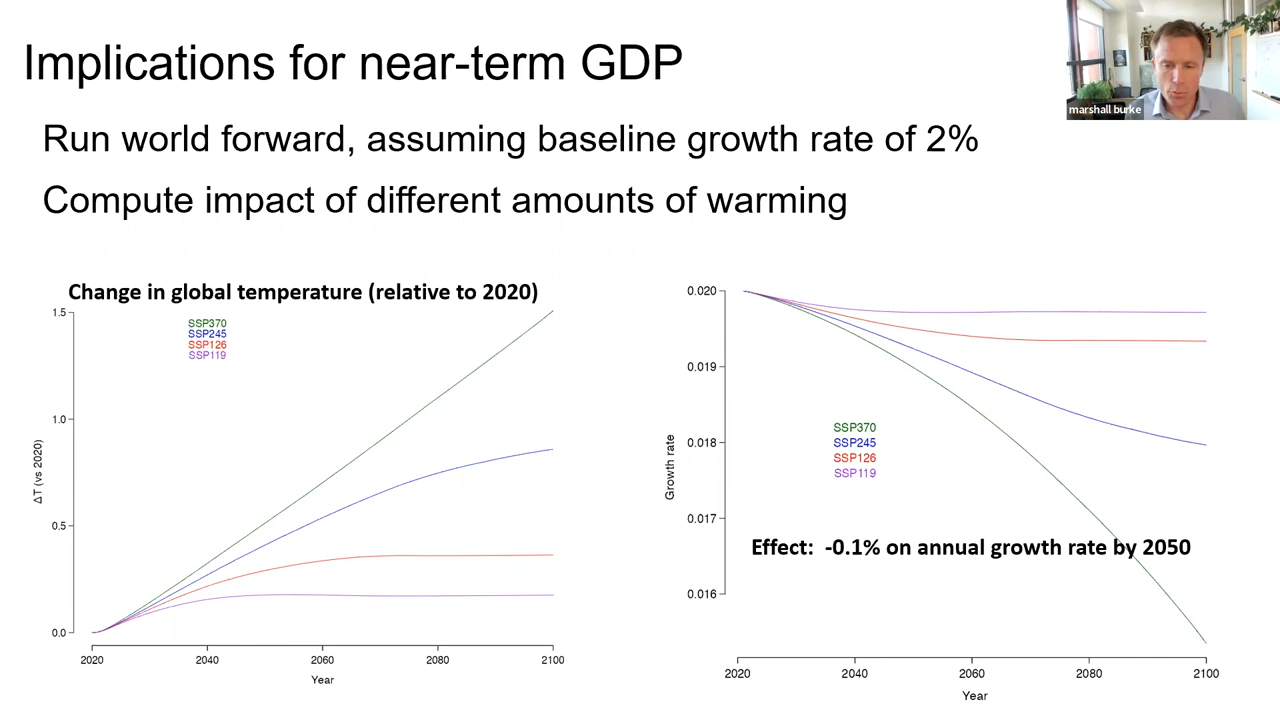 Implications for near-term GDP
marshall burke
Run world forward, assuming baseline growth rate of 2%
Compute impact of different amounts of warming
Change in global temperature (relative to 2020)
1.5
1.0
0.5
0.0
ΔT (vs 2020)
SSP370
SSP245
SSP126
SSP119
2020
2040
2060
2080
2100
Year
0.020
0.019
0.018
0.017
0.016
Growth rate
SSP370
SSP245
SSP126
SSP119
Effect: -0.1% on annual growth rate by 2050
2020
2040
2060
2080
2100
Year